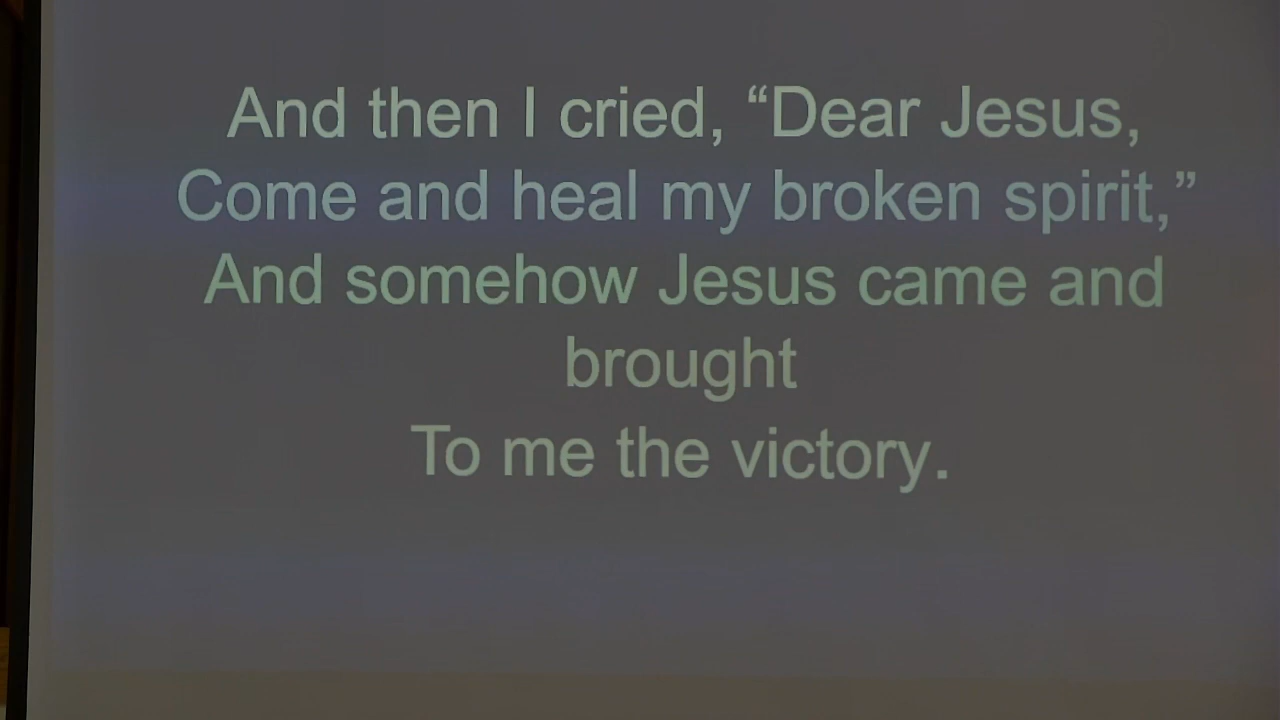 And then I cried, “Dear Jesus,
Come and heal my broken spirit,”
And somehow Jesus came and
brought
To me the victory.